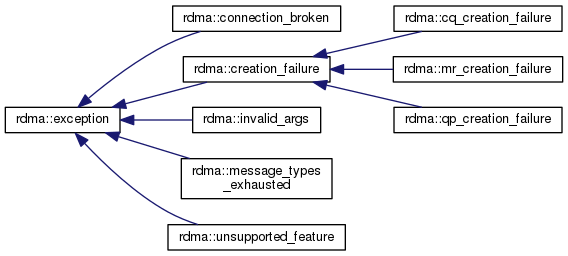 rdma::connection_broken
rdma::cq_creation_failure
rdma::creation_failure
rdma::mr_creation_failure
rdma::exception
rdma::invalid_args
rdma::qp_creation_failure
rdma::message_types
_exhausted
rdma::unsupported_feature